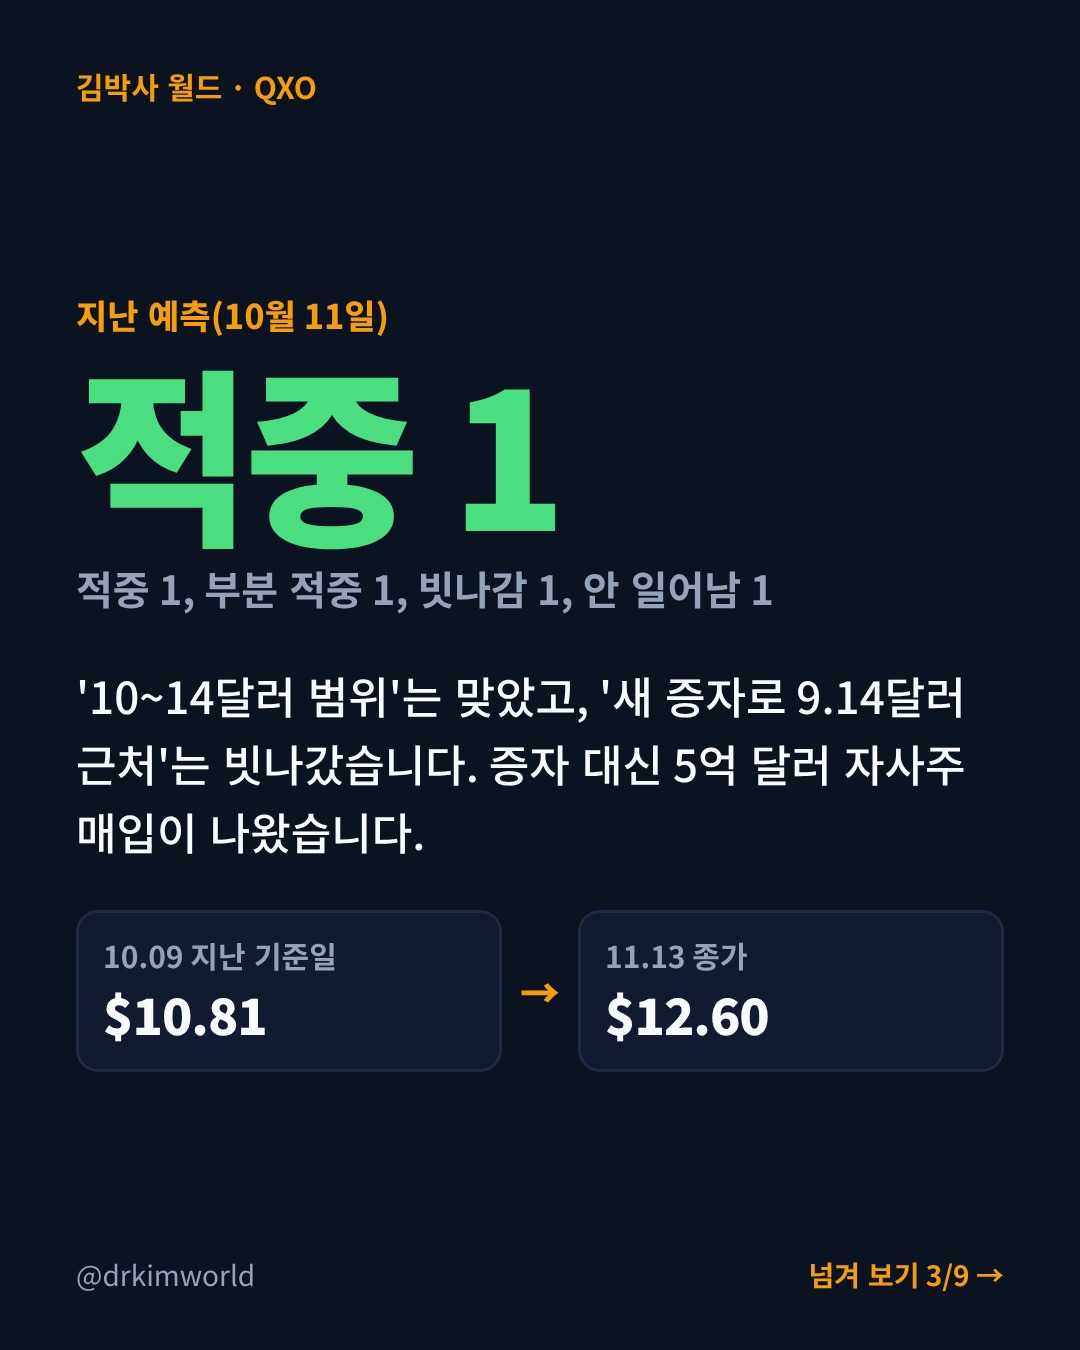 김박사 월드 · QXO
지난 예측(10월 11일)
적중 1
적중 1, 부분 적중 1, 빗나감 1, 안 일어남 1
'10~14달러 범위'는 맞았고, '새 증자로 9.14달러
근처'는 빗나갔습니다. 증자 대신 5억 달러 자사주
매입이 나왔습니다.
10.09 지난 기준일
$10.81
→
11.13 종가
$12.60
@drkimworld
넘겨 보기 3/9 →